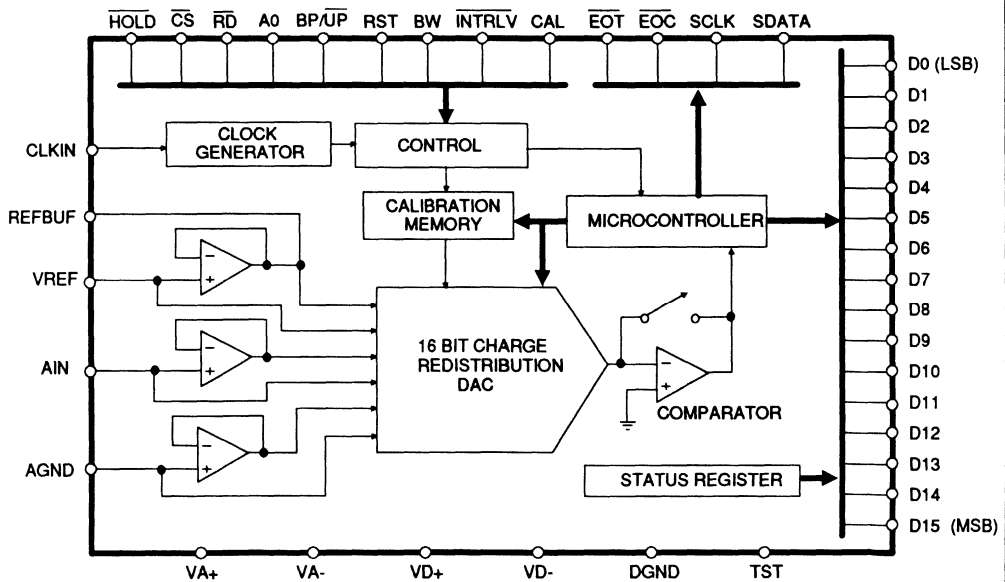 HOLD CS RD A0 BP/UP RST BW INTRLV CAL EOT EOC SCLK SDATA
D0 (LSB)
D1
D2
D3
D4
D5
D6
D7
D8
D9
D10
D11
D12
D13
D14
D15 (MSB)
CLKIN
REFBUF
VREF
AIN
AGND
CLOCK
GENERATOR
CONTROL
CALIBRATION
MEMORY
MICROCONTROLLER
- +
- +
- +
16 BIT CHARGE
REDISTRIBUTION
DAC
- +
COMPARATOR
STATUS REGISTER
VA+ VA- VD+ VD- DGND TST